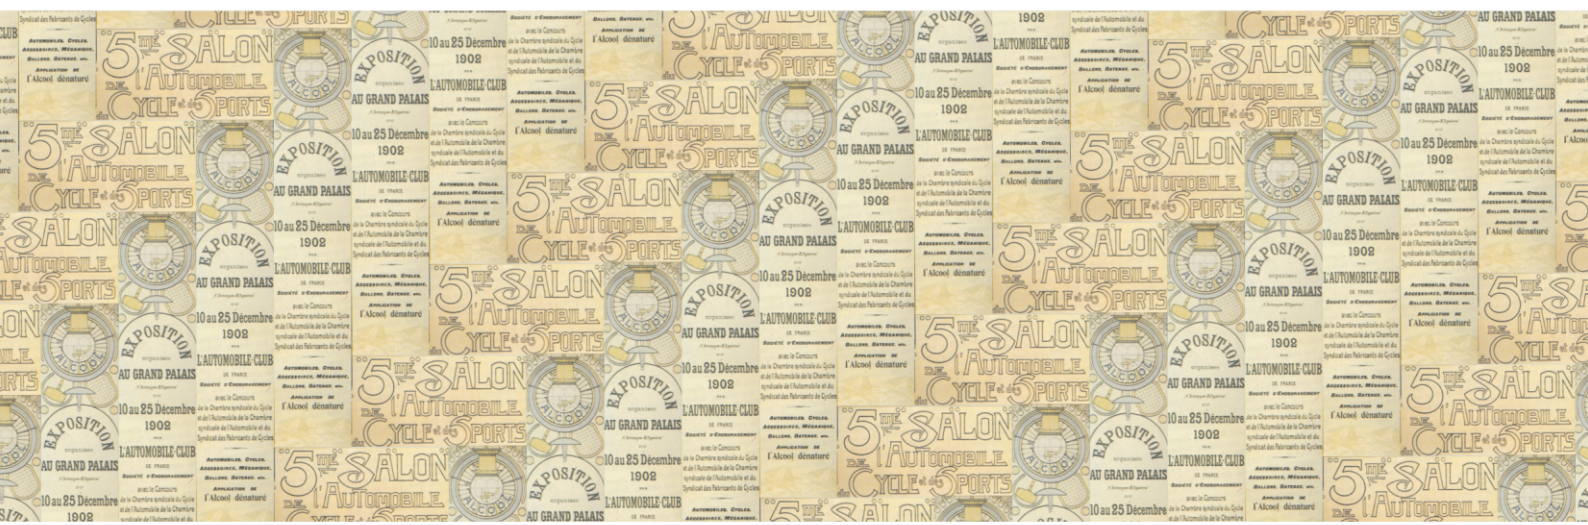 5me SALON
DE l'AUTOMOBILE
du CYCLE et des SPORTS
ALCOOL
EXPOSITION
organisée
AU GRAND PALAIS
10 au 25 Décembre
1902
PAR
L'AUTOMOBILE-CLUB
DE FRANCE
SOCIÉTÉ D'ENCOURAGEMENT
avec le Concours
de la Chambre syndicale du Cycle
et de l'Automobile de la Chambre
syndicale de l'Automobile et du
Syndicat des Fabricants de Cycles
AUTOMOBILES, CYCLES,
ACCESSOIRES, MÉCANIQUE,
BALLONS, BATEAUX, etc.
APPLICATION DE
l'Alcool dénaturé